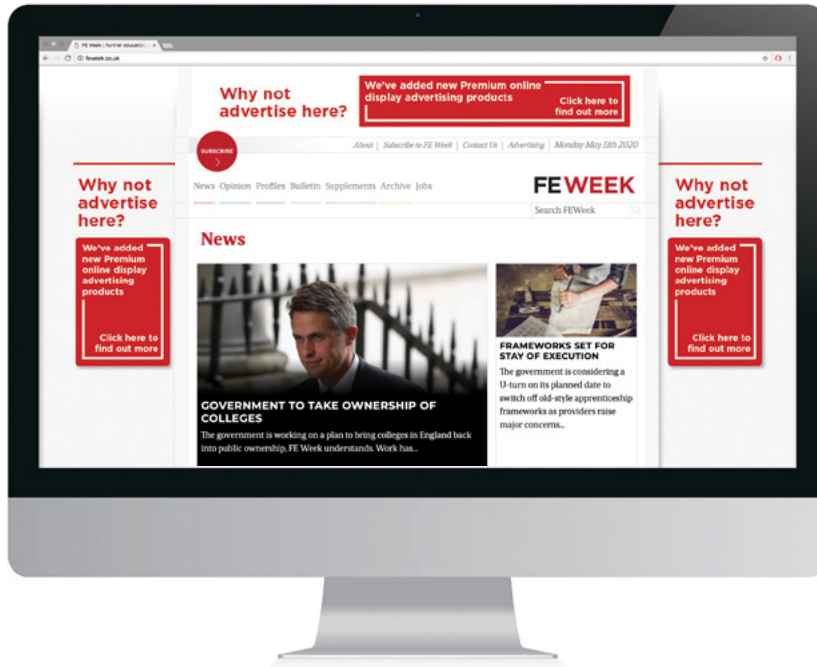 FE Week | Further education,
feweek.co.uk
Why not
advertise here?
We've added new Premium online
display advertising products
Click here to
find out more
SUBSCRIBE
About | Subscribe to FE Week | Contact Us | Advertising | Monday May 11th 2020
News Opinion Profiles Bulletin Supplements Archive Jobs
FEWEEK
Search FEWeek
Why not
advertise
here?
We've added
new Premium
online display
advertising
products
Click here to
find out more
News
GOVERNMENT TO TAKE OWNERSHIP OF
COLLEGES
The government is working on a plan to bring colleges in England back
into public ownership, FE Week understands. Work has...
FRAMEWORKS SET FOR
STAY OF EXECUTION
The government is considering a
U-turn on its planned date to
switch off old-style apprenticeship
frameworks as providers raise
major concerns...
Why not
advertise
here?
We've added
new Premium
online display
advertising
products
Click here to
find out more